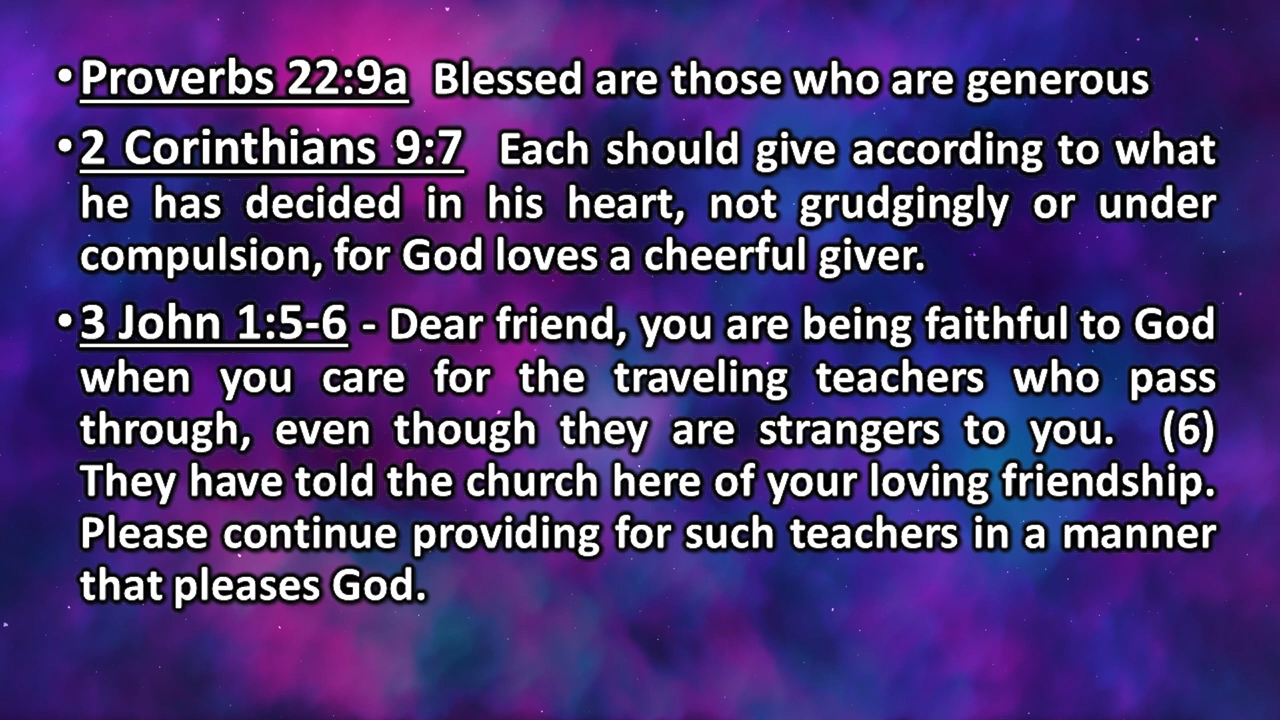 •Proverbs 22:9a Blessed are those who are generous
•2 Corinthians 9:7 Each should give according to what
he has decided in his heart, not grudgingly or under
compulsion, for God loves a cheerful giver.
•3 John 1:5-6 - Dear friend, you are being faithful to God
when you care for the traveling teachers who pass
through, even though they are strangers to you. (6)
They have told the church here of your loving friendship.
Please continue providing for such teachers in a manner
that pleases God.